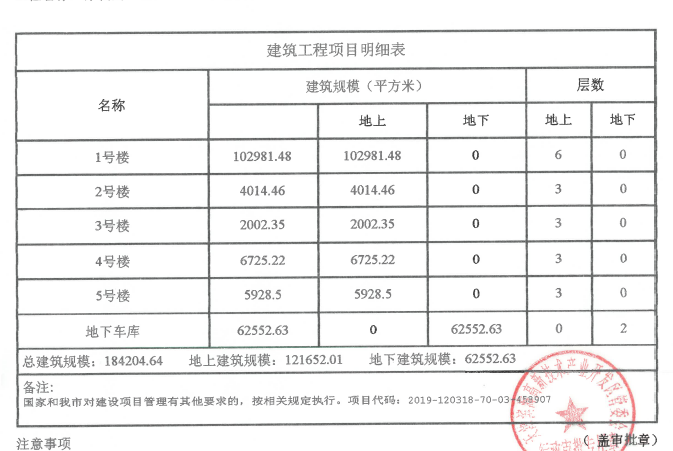 建筑工程项目明细表
名称 建筑规模（平方米） 层数
地上 地下 地上 地下
1号楼 102981.48 102981.48 0 6 0
2号楼 4014.46 4014.46 0 3 0
3号楼 2002.35 2002.35 0 3 0
4号楼 6725.22 6725.22 0 3 0
5号楼 5928.5 5928.5 0 3 0
地下车库 62552.63 0 62552.63 0 2
总建筑规模：184204.64 地上建筑规模：121652.01 地下建筑规模：62552.63
备注:
国家和我市对建设项目管理有其他要求的，按相关规定执行。项目代码：2019-120318-70-03-458907
注意事项 （ 盖审批章）